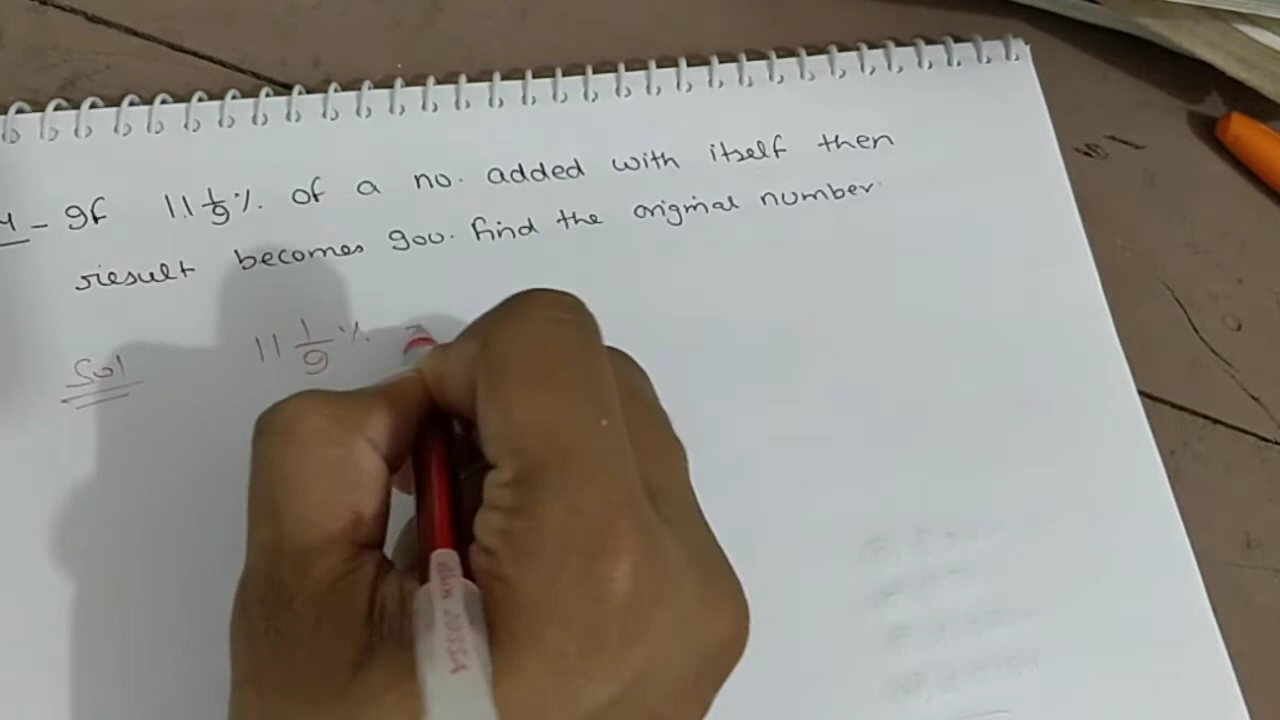 4 - If 11 1/9 %. of a no. added with itself then
result becomes 900. find the original number.
Sol 11 1/9 %